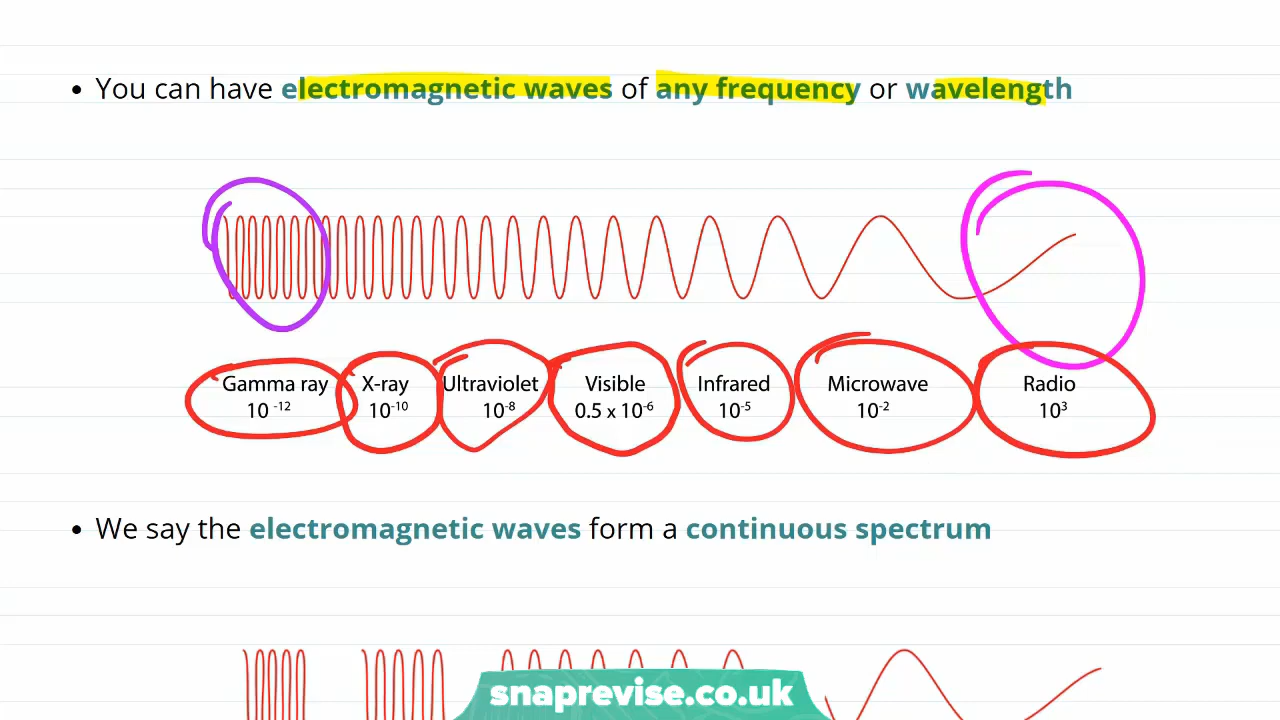 • You can have electromagnetic waves of any frequency or wavelength
Gamma ray X-ray Ultraviolet Visible Infrared Microwave Radio
10⁻¹² 10⁻¹⁰ 10⁻⁸ 0.5 x 10⁻⁶ 10⁻⁵ 10⁻² 10³
• We say the electromagnetic waves form a continuous spectrum
snaprevise.co.uk